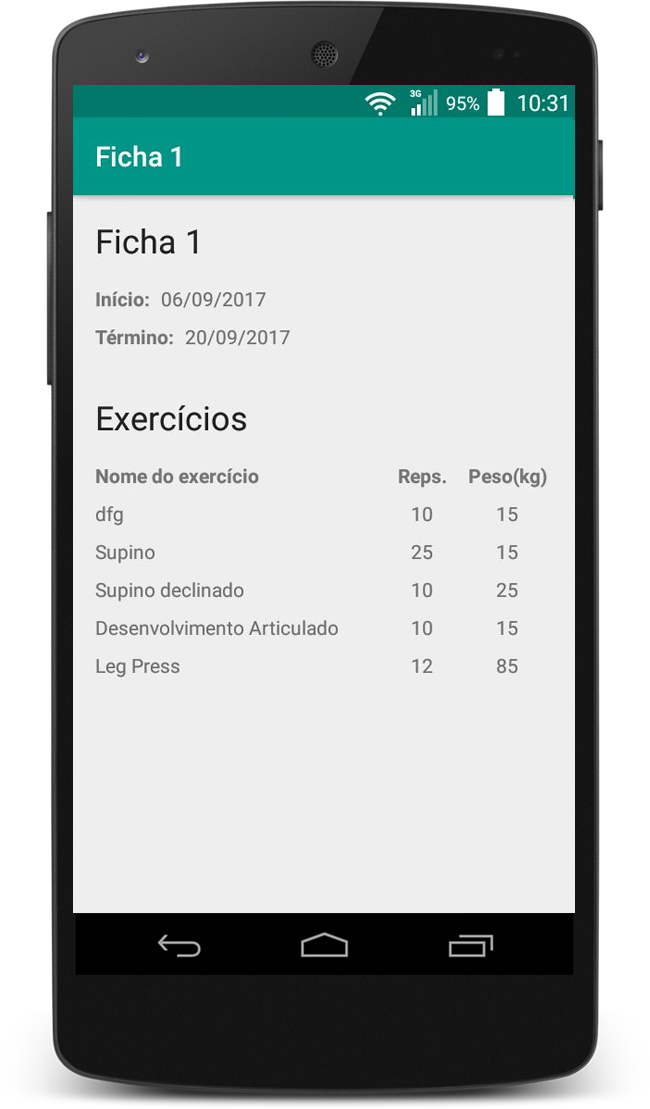 3G 95% 10:31
Ficha 1
Ficha 1
Início: 06/09/2017
Término: 20/09/2017
Exercícios
Nome do exercício Reps. Peso(kg)
dfg 10 15
Supino 25 15
Supino declinado 10 25
Desenvolvimento Articulado 10 15
Leg Press 12 85